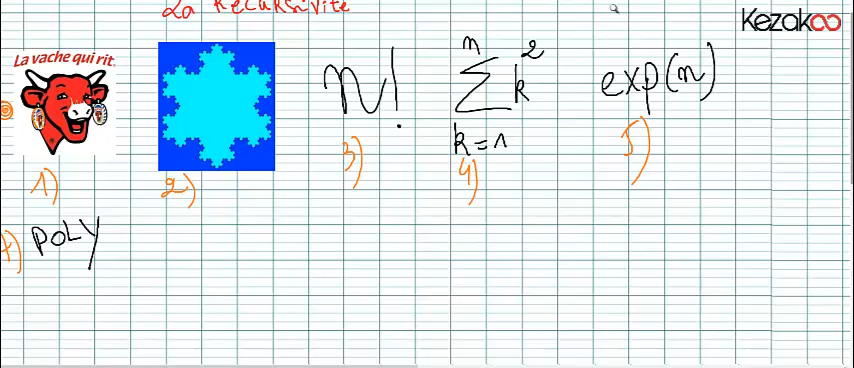 La Récursivité
Kezakoo
La vache qui rit.
n!
n
∑ k²
k=1
exp(n)
1)
2)
3)
4)
5)
+) POLY